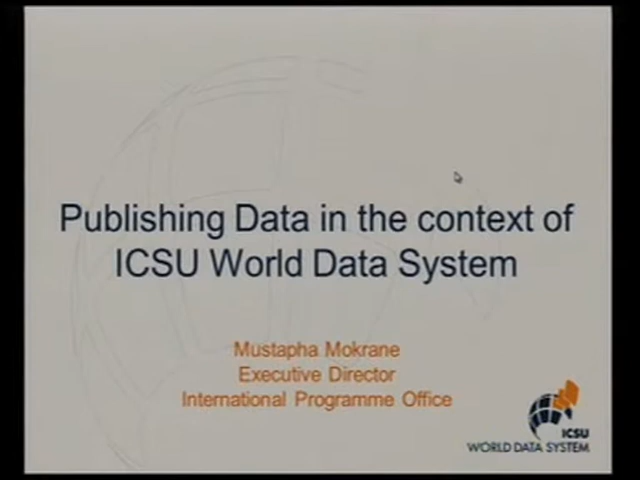 Publishing Data in the context of
ICSU World Data System
Mustapha Mokrane
Executive Director
International Programme Office
ICSU
WORLD DATA SYSTEM